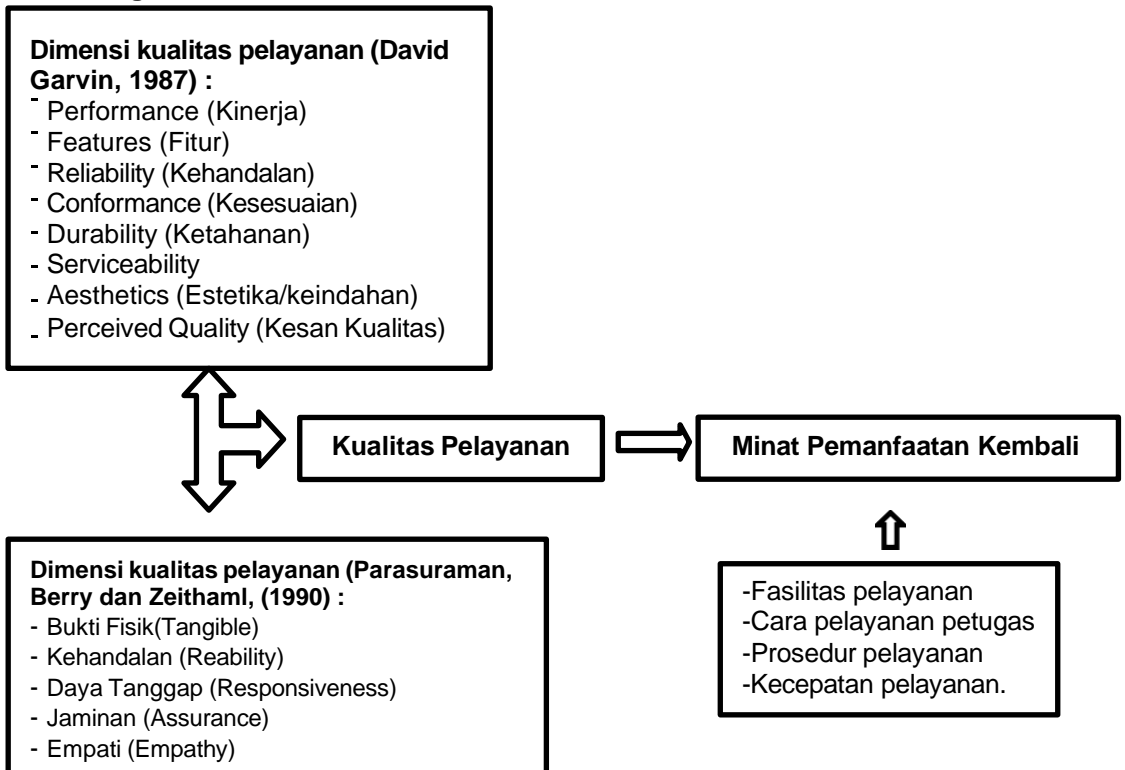 Dimensi kualitas pelayanan (David
Garvin, 1987) :
- Performance (Kinerja)
- Features (Fitur)
- Reliability (Kehandalan)
- Conformance (Kesesuaian)
- Durability (Ketahanan)
- Serviceability
- Aesthetics (Estetika/keindahan)
- Perceived Quality (Kesan Kualitas)
Kualitas Pelayanan
Minat Pemanfaatan Kembali
Dimensi kualitas pelayanan (Parasuraman,
Berry dan Zeithaml, (1990) :
- Bukti Fisik(Tangible)
- Kehandalan (Reability)
- Daya Tanggap (Responsiveness)
- Jaminan (Assurance)
- Empati (Empathy)
-Fasilitas pelayanan
-Cara pelayanan petugas
-Prosedur pelayanan
-Kecepatan pelayanan.